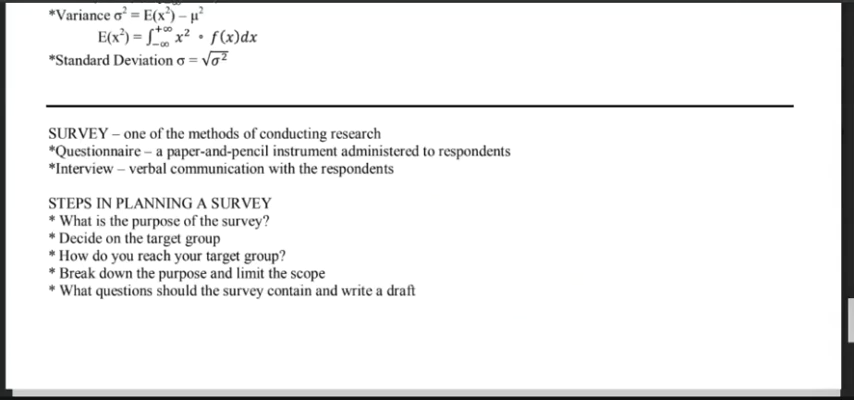 *Variance σ² = E(x²) – μ²
E(x²) = ∫₋∞⁺∞ x² • f(x)dx
*Standard Deviation σ = √σ²
SURVEY – one of the methods of conducting research
*Questionnaire – a paper-and-pencil instrument administered to respondents
*Interview – verbal communication with the respondents
STEPS IN PLANNING A SURVEY
* What is the purpose of the survey?
* Decide on the target group
* How do you reach your target group?
* Break down the purpose and limit the scope
* What questions should the survey contain and write a draft